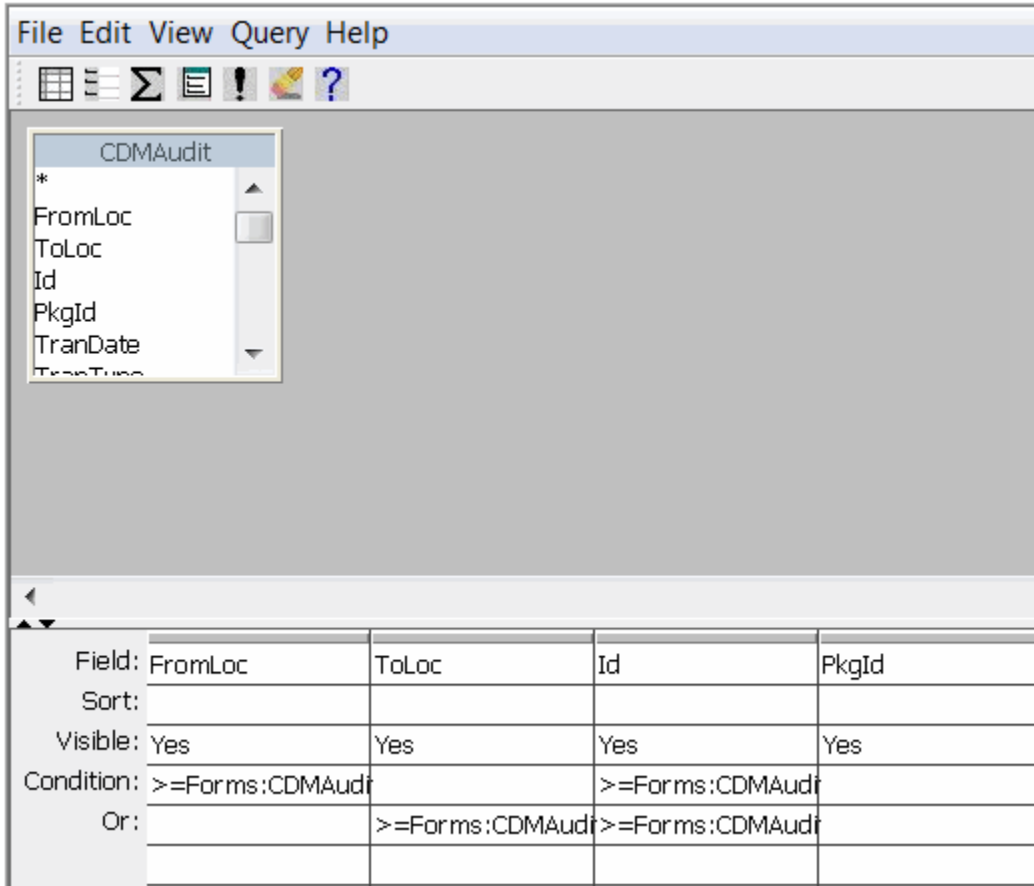 File Edit View Query Help
CDMAudit
*
FromLoc
ToLoc
Id
PkgId
TranDate
TranType
Field: FromLoc ToLoc Id PkgId
Sort:
Visible: Yes Yes Yes Yes
Condition: >=Forms:CDMAudi >=Forms:CDMAudi
Or: >=Forms:CDMAudi >=Forms:CDMAudi